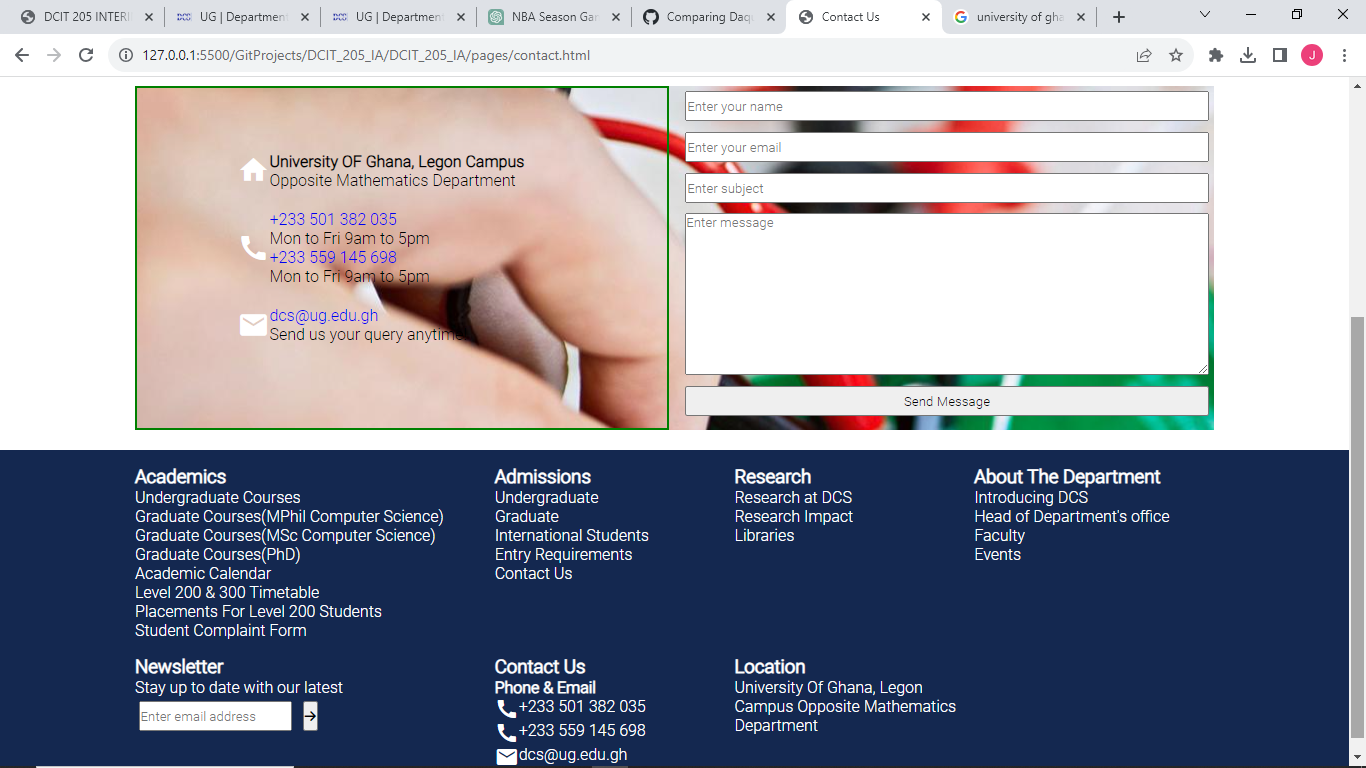 DCIT 205 INTERI
UG | Department
UG | Department
NBA Season Gar
Comparing Daqu
Contact Us
university of gha
127.0.0.1:5500/GitProjects/DCIT_205_IA/DCIT_205_IA/pages/contact.html
J
University OF Ghana, Legon Campus
Opposite Mathematics Department
+233 501 382 035
Mon to Fri 9am to 5pm
+233 559 145 698
Mon to Fri 9am to 5pm
dcs@ug.edu.gh
Send us your query anytime
Enter your name
Enter your email
Enter subject
Enter message
Send Message
Academics
Undergraduate Courses
Graduate Courses(MPhil Computer Science)
Graduate Courses(MSc Computer Science)
Graduate Courses(PhD)
Academic Calendar
Level 200 & 300 Timetable
Placements For Level 200 Students
Student Complaint Form
Admissions
Undergraduate
Graduate
International Students
Entry Requirements
Contact Us
Research
Research at DCS
Research Impact
Libraries
About The Department
Introducing DCS
Head of Department's office
Faculty
Events
Newsletter
Stay up to date with our latest
Enter email address
Contact Us
Phone & Email
+233 501 382 035
+233 559 145 698
dcs@ug.edu.gh
Location
University Of Ghana, Legon
Campus Opposite Mathematics
Department